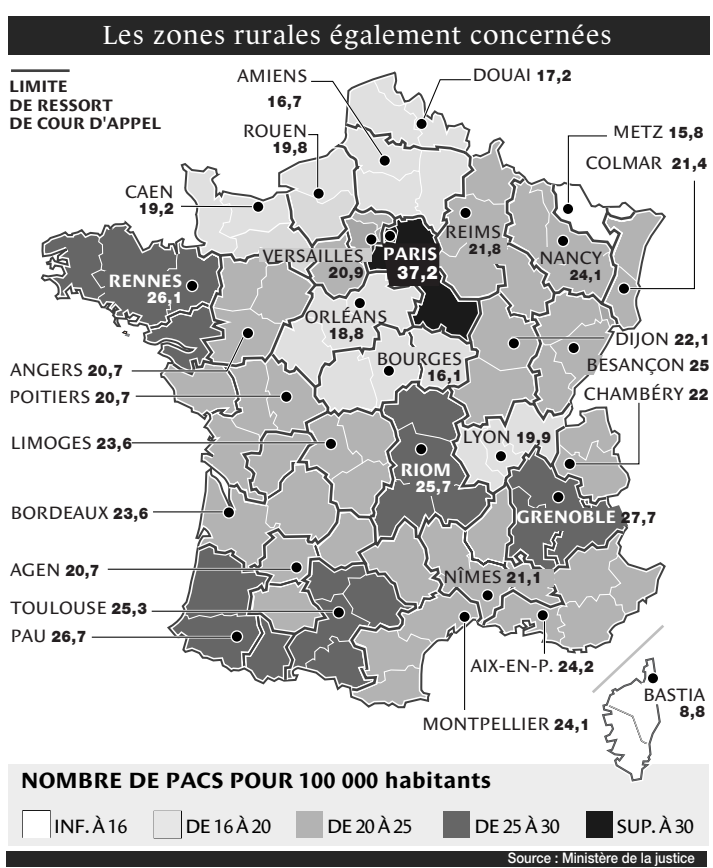 Les zones rurales également concernées
LIMITE
DE RESSORT
DE COUR D'APPEL
AMIENS
16,7
DOUAI 17,2
ROUEN
19,8
METZ 15,8
COLMAR 21,4
CAEN
19,2
REIMS
21,8
VERSAILLES
20,9
PARIS
37,2
NANCY
24,1
RENNES
26,1
ORLÉANS
18,8
DIJON 22,1
BOURGES
16,1
BESANÇON 25
ANGERS 20,7
CHAMBÉRY 22
POITIERS 20,7
LIMOGES 23,6
LYON 19,9
RIOM
25,7
BORDEAUX 23,6
GRENOBLE 27,7
AGEN 20,7
NÎMES 21,1
TOULOUSE 25,3
PAU 26,7
AIX-EN-P. 24,2
BASTIA
8,8
MONTPELLIER 24,1
NOMBRE DE PACS POUR 100 000 habitants
INF. À 16
DE 16 À 20
DE 20 À 25
DE 25 À 30
SUP. À 30
Source : Ministère de la justice